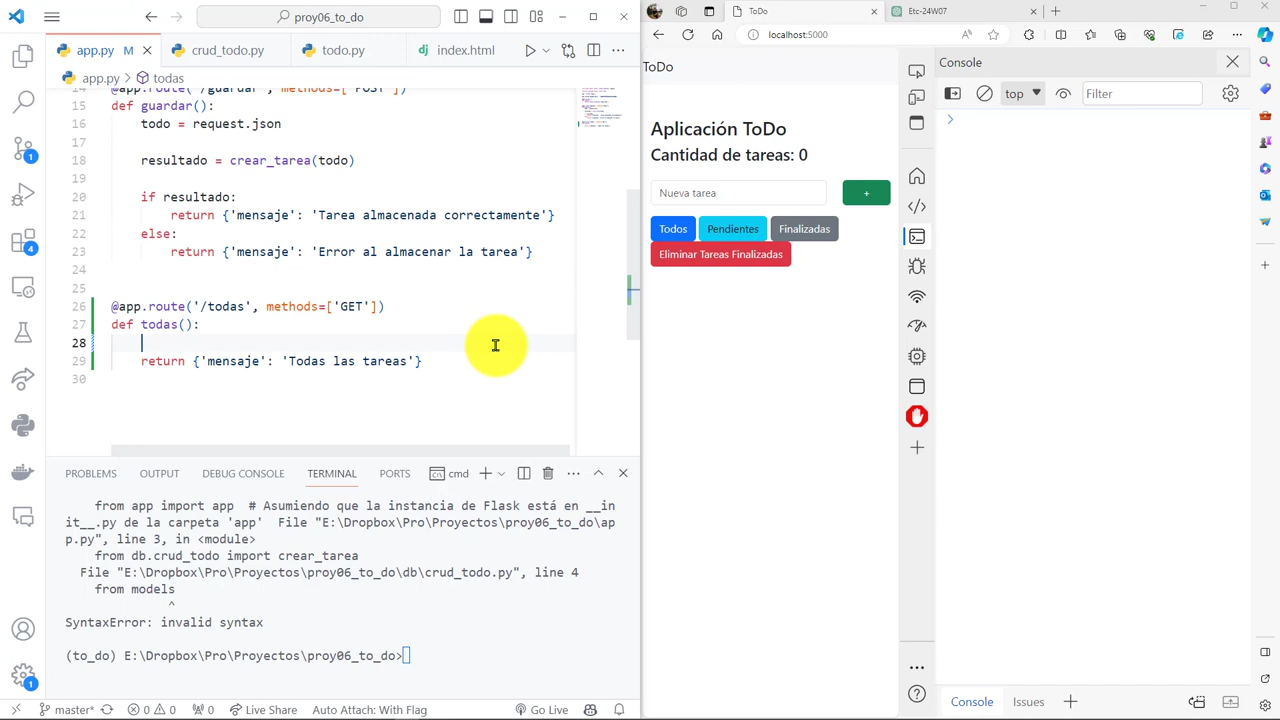 proy06_to_do
app.py M
crud_todo.py
todo.py
index.html
app.py > todas
14 @app.route('/guardar', methods=['POST'])
15 def guardar():
16 todo = request.json
17
18 resultado = crear_tarea(todo)
19
20 if resultado:
21 return {'mensaje': 'Tarea almacenada correctamente'}
22 else:
23 return {'mensaje': 'Error al almacenar la tarea'}
24
25
26 @app.route('/todas', methods=['GET'])
27 def todas():
28
29 return {'mensaje': 'Todas las tareas'}
30
PROBLEMS OUTPUT DEBUG CONSOLE TERMINAL PORTS cmd
from app import app # Asumiendo que la instancia de Flask está en __in
it__.py de la carpeta 'app' File "E:\Dropbox\Pro\Proyectos\proy06_to_do\ap
p.py", line 3, in <module>
from db.crud_todo import crear_tarea
File "E:\Dropbox\Pro\Proyectos\proy06_to_do\db\crud_todo.py", line 4
from models
^
SyntaxError: invalid syntax
(to_do) E:\Dropbox\Pro\Proyectos\proy06_to_do>
1
4
1
master* 0 0 0 Live Share Auto Attach: With Flag Go Live
ToDo
Etc-24W07
localhost:5000
ToDo
Aplicación ToDo
Cantidad de tareas: 0
Nueva tarea
+
Todos
Pendientes
Finalizadas
Eliminar Tareas Finalizadas
Console
Filter
Console
Issues